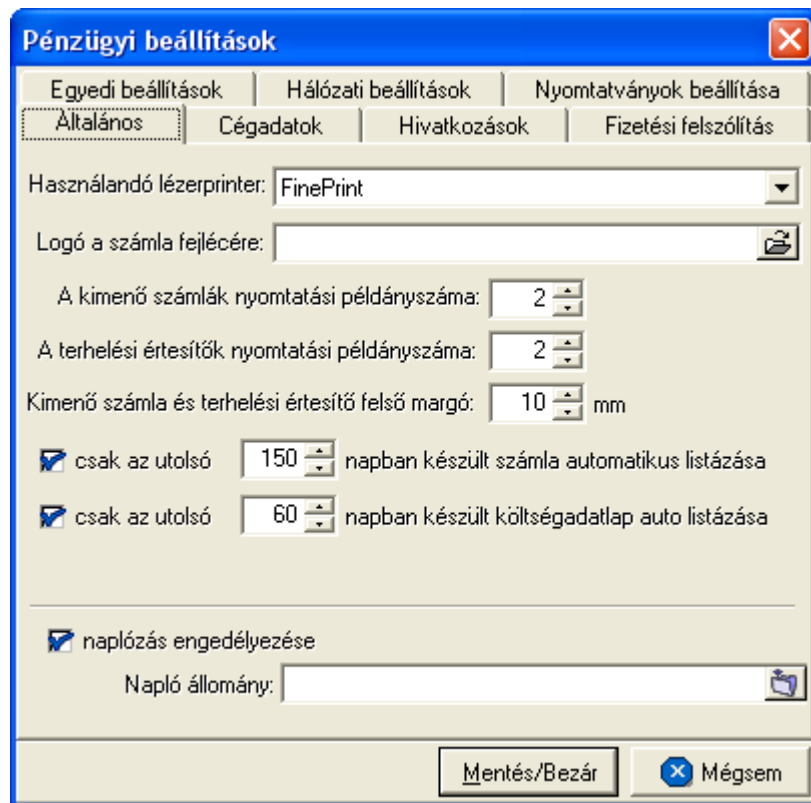 Pénzügyi beállítások
Egyedi beállítások Hálózati beállítások Nyomtatványok beállítása
Általános Cégadatok Hivatkozások Fizetési felszólítás
Használandó lézerprinter: FinePrint
Logó a számla fejlécére:
A kimenő számlák nyomtatási példányszáma: 2
A terhelési értesítők nyomtatási példányszáma: 2
Kimenő számla és terhelési értesítő felső margó: 10 mm
csak az utolsó 150 napban készült számla automatikus listázása
csak az utolsó 60 napban készült költségadatlap auto listázása
naplózás engedélyezése
Napló állomány:
Mentés/Bezár Mégsem